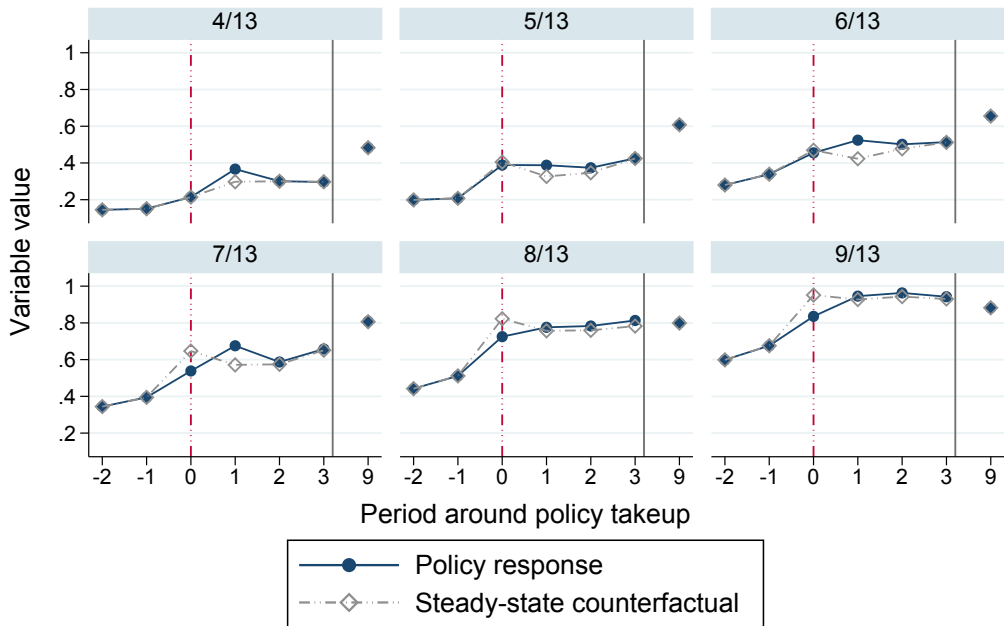 4/13 5/13 6/13
1
.8
.6
.4
.2
7/13 8/13 9/13
1
.8
.6
.4
.2
-2 -1 0 1 2 3 9 -2 -1 0 1 2 3 9 -2 -1 0 1 2 3 9
Variable value
Period around policy takeup
Policy response
Steady-state counterfactual